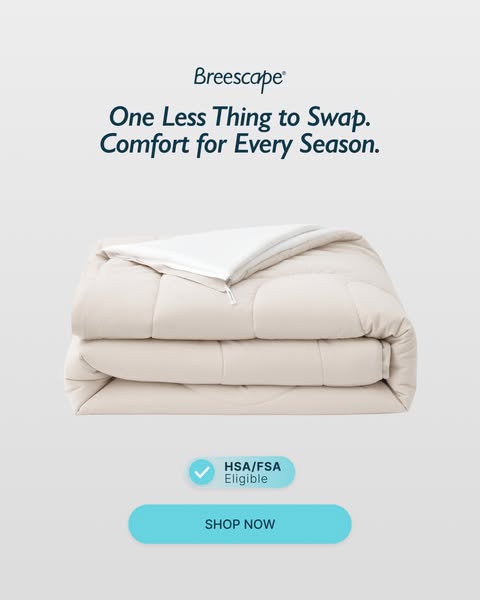 Breescape®
One Less Thing to Swap.
Comfort for Every Season.
HSA/FSA
Eligible
SHOP NOW